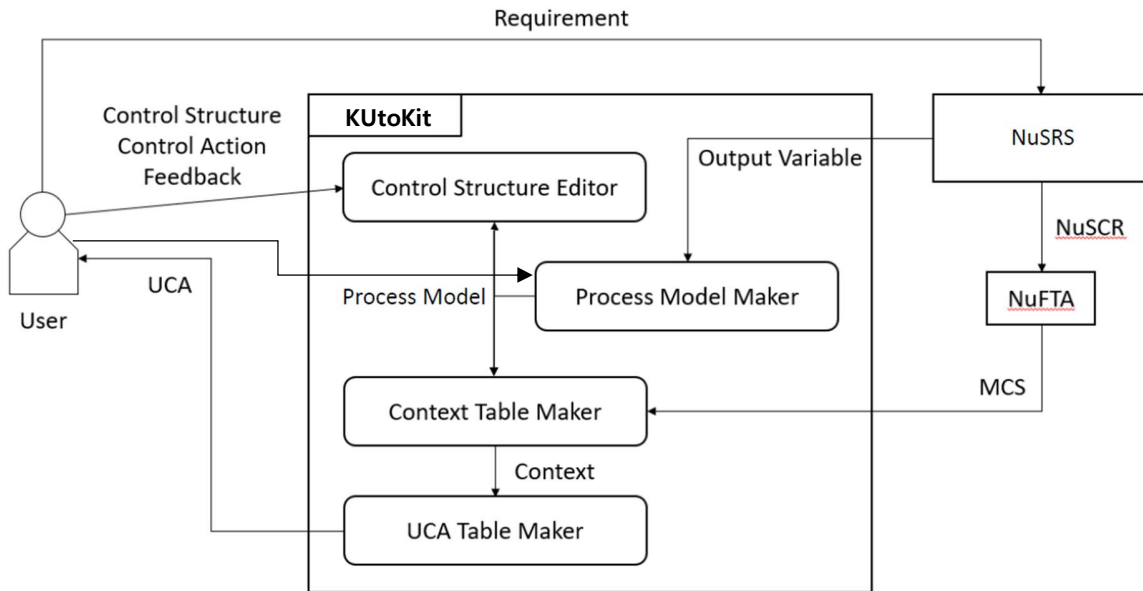 Requirement
Control Structure
Control Action
Feedback
KUtoKit
NuSRS
Output Variable
Control Structure Editor
NuSCR
UCA
Process Model
Process Model Maker
NuFTA
User
MCS
Context Table Maker
Context
UCA Table Maker